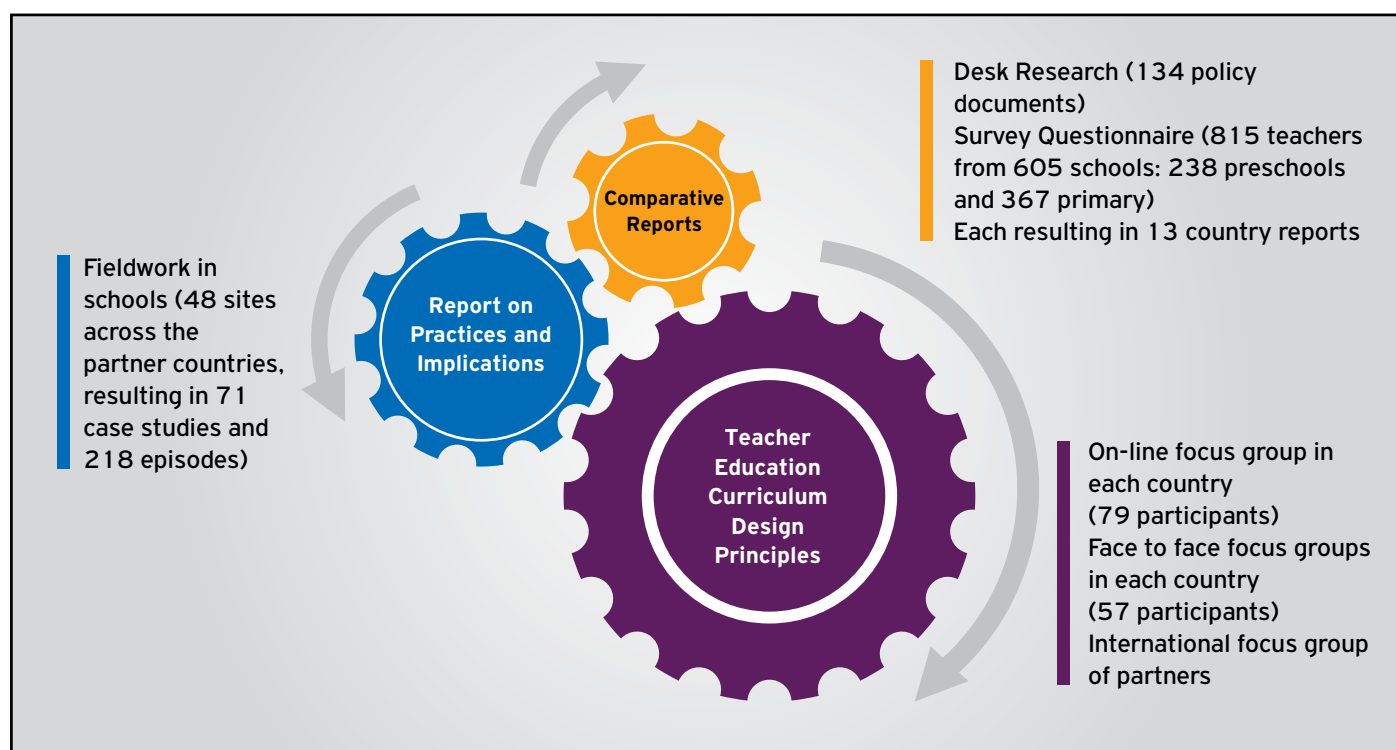 Desk Research (134 policy
documents)
Survey Questionnaire (815 teachers
from 605 schools: 238 preschools
and 367 primary)
Each resulting in 13 country reports
Comparative
Reports
Fieldwork in
schools (48 sites
across the
partner countries,
resulting in 71
case studies and
218 episodes)
Report on
Practices and
Implications
Teacher
Education
Curriculum
Design
Principles
On-line focus group in
each country
(79 participants)
Face to face focus groups
in each country
(57 participants)
International focus group
of partners